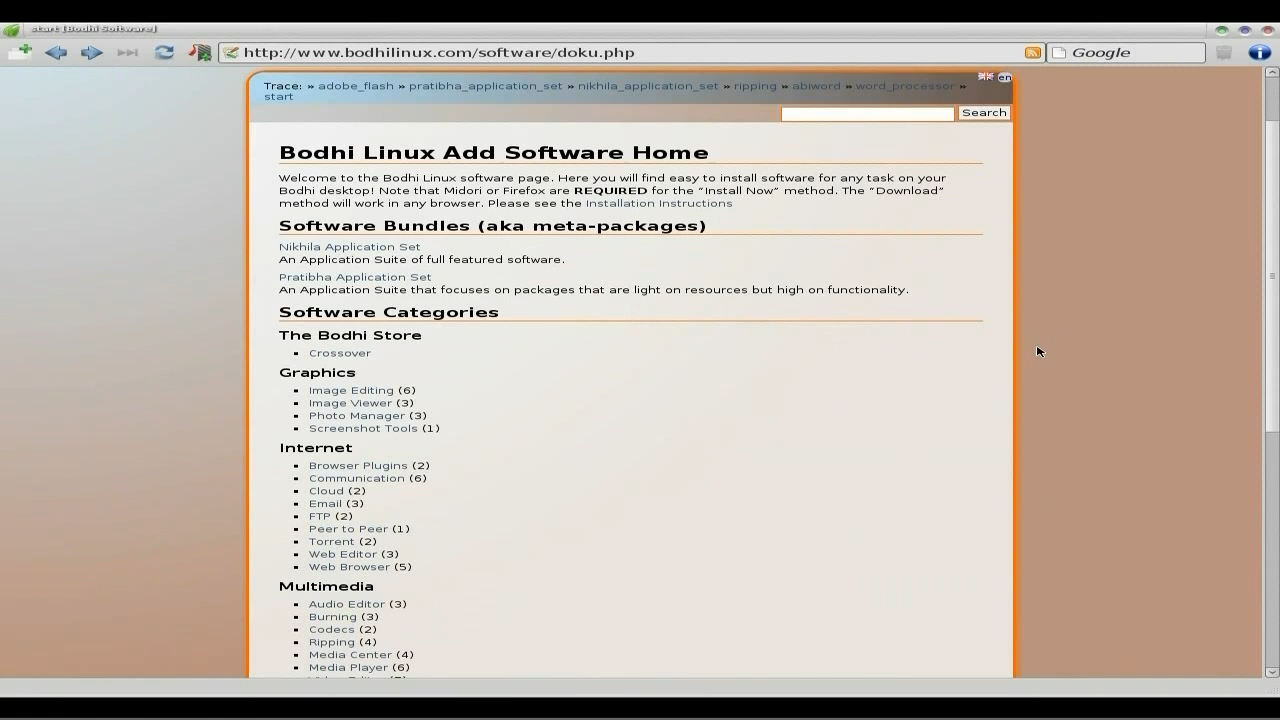 start [Bodhi Software]
http://www.bodhilinux.com/software/doku.php
Google
Trace: » adobe_flash » pratibha_application_set » nikhila_application_set » ripping » abiword » word_processor »
start
en
Search
Bodhi Linux Add Software Home
Welcome to the Bodhi Linux software page. Here you will find easy to install software for any task on your
Bodhi desktop! Note that Midori or Firefox are REQUIRED for the “Install Now” method. The “Download”
method will work in any browser. Please see the Installation Instructions
Software Bundles (aka meta-packages)
Nikhila Application Set
An Application Suite of full featured software.
Pratibha Application Set
An Application Suite that focuses on packages that are light on resources but high on functionality.
Software Categories
The Bodhi Store
Crossover
Graphics
Image Editing (6)
Image Viewer (3)
Photo Manager (3)
Screenshot Tools (1)
Internet
Browser Plugins (2)
Communication (6)
Cloud (2)
Email (3)
FTP (2)
Peer to Peer (1)
Torrent (2)
Web Editor (3)
Web Browser (5)
Multimedia
Audio Editor (3)
Burning (3)
Codecs (2)
Ripping (4)
Media Center (4)
Media Player (6)